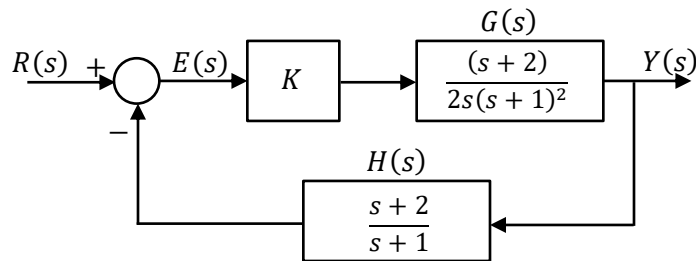 G(s)
R(s) + E(s) K (s + 2) / 2s(s + 1)² Y(s)
−
H(s)
s + 2 / s + 1